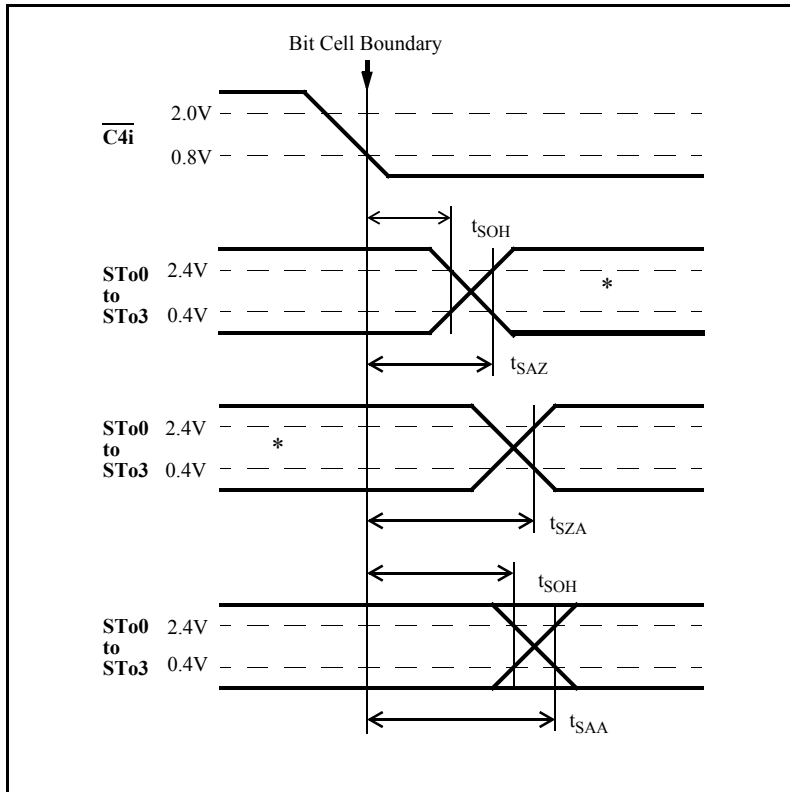 Bit Cell Boundary
2.0V
C4i
0.8V
tSOH
STo0 2.4V
to *
STo3 0.4V
tSAZ
STo0 2.4V
to *
STo3 0.4V
tSZA
tSOH
STo0 2.4V
to
STo3 0.4V
tSAA